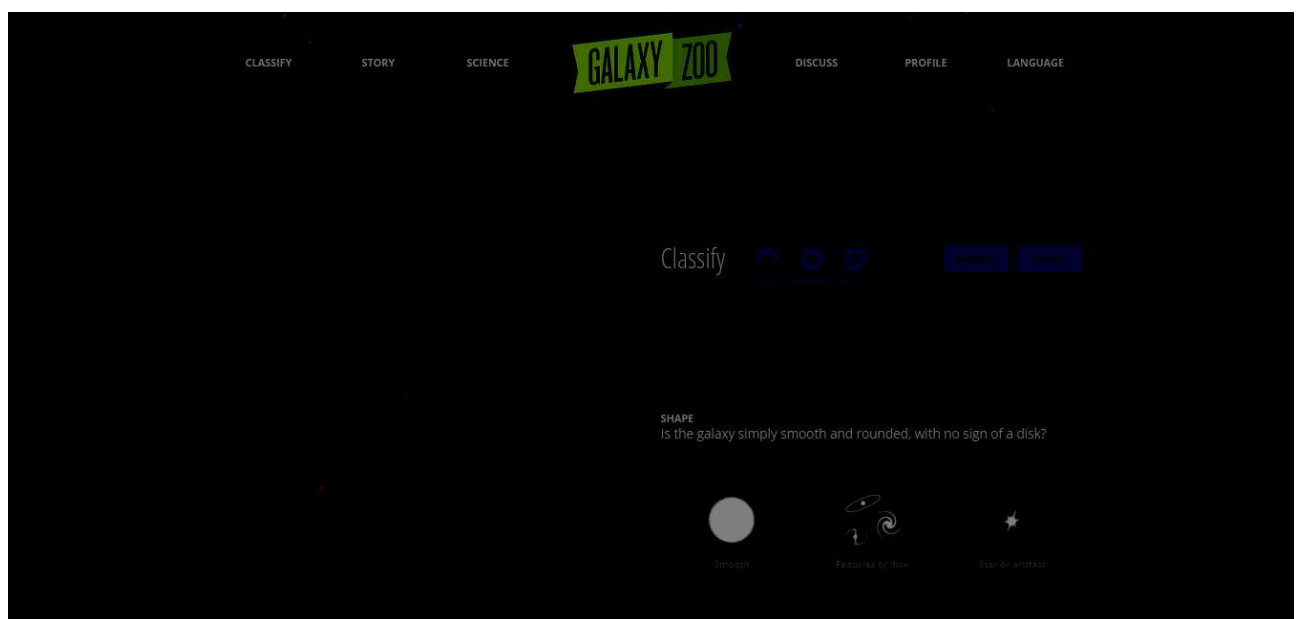 CLASSIFY STORY SCIENCE GALAXY ZOO DISCUSS PROFILE LANGUAGE
Classify
SHAPE
Is the galaxy simply smooth and rounded, with no sign of a disk?
Smooth Features or disk Star or artifact